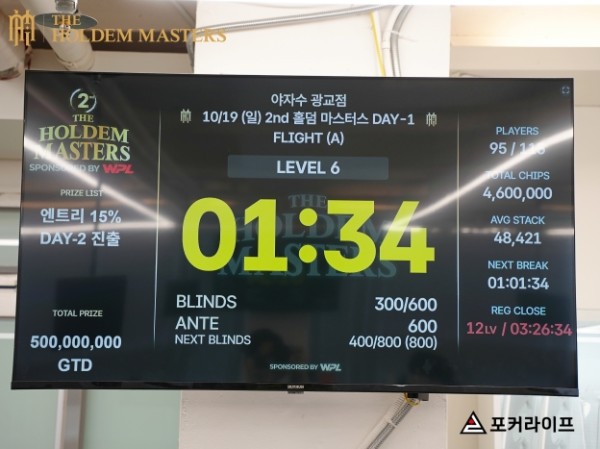 THE
HOLDEM MASTERS
2
THE
HOLDEM
MASTERS
SPONSORED BY WPL
PRIZE LIST
엔트리 15%
DAY-2 진출
TOTAL PRIZE
500,000,000
GTD
야자수 광교점
10/19 (일) 2nd 홀덤 마스터스 DAY-1
FLIGHT (A)
LEVEL 6
THE
MASTERS
01:34
BLINDS 300/600
ANTE 600
NEXT BLINDS 400/800 (800)
SPONSORED BY WPL
PLAYERS
95 /
TOTAL CHIPS
4,600,000
AVG STACK
48,421
NEXT BREAK
01:01:34
REG CLOSE
12LV / 03:26:34
포커라이프